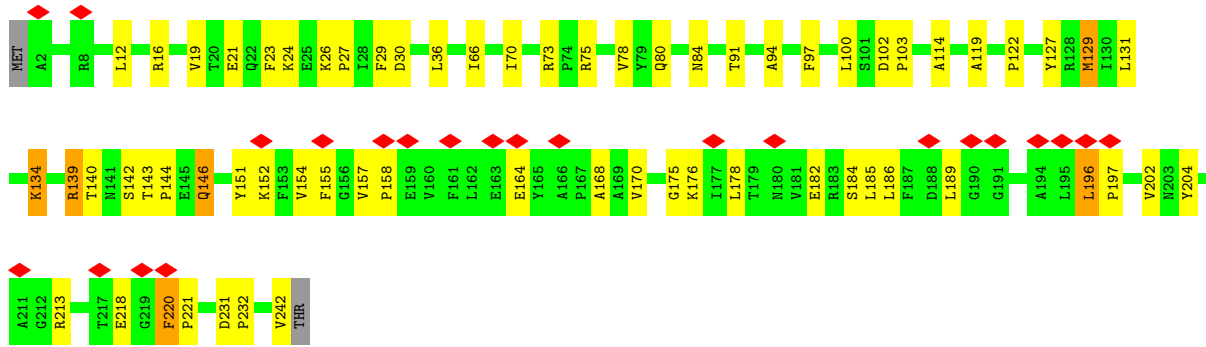 MET A2 R8 L12 R16 V19 T20 E21 Q22 F23 K24 E25 K26 P27 I28 F29 D30 L36 I66 I70 R73 P74 R75 V78 Y79 Q80 N84 T91 A94 F97 L100 S101 D102 P103 A114 A119 P122 Y127 R128 M129 I130 L131
K134 R139 T140 N141 S142 T143 P144 E145 Q146 Y151 K152 F153 V154 F155 G156 V157 P158 E159 V160 F161 L162 E163 E164 Y165 A166 P167 A168 A169 V170 G175 K176 I177 L178 T179 N180 V181 E182 R183 S184 L185 L186 F187 D188 L189 G190 G191 A194 L195 L196 P197 V202 N203 Y204
A211 G212 R213 T217 E218 G219 F220 P221 D231 P232 V242 THR